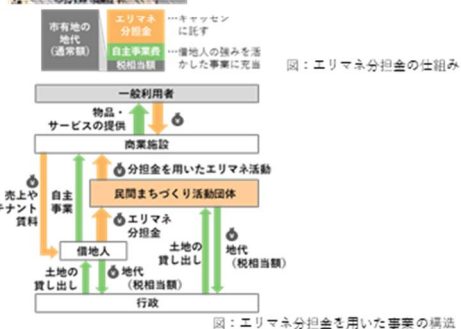 市有地の
地代
(通常額)
エリマネ
分担金
自主事業費
税相当額
…キャッセン
に託す
…借地人の強みを活
かした事業に充当
図：エリマネ分担金の仕組み
一般利用者
物品・
サービスの提供
商業施設
分担金を用いたエリマネ活動
民間まちづくり活動団体
売上や
テナント
賃料
自主
事業
エリマネ
分担金
借地人
土地の
貸し出し
地代
(税相当額)
土地の
貸し出し
地代
(税相当額)
行政
図：エリマネ分担金を用いた事業の構造